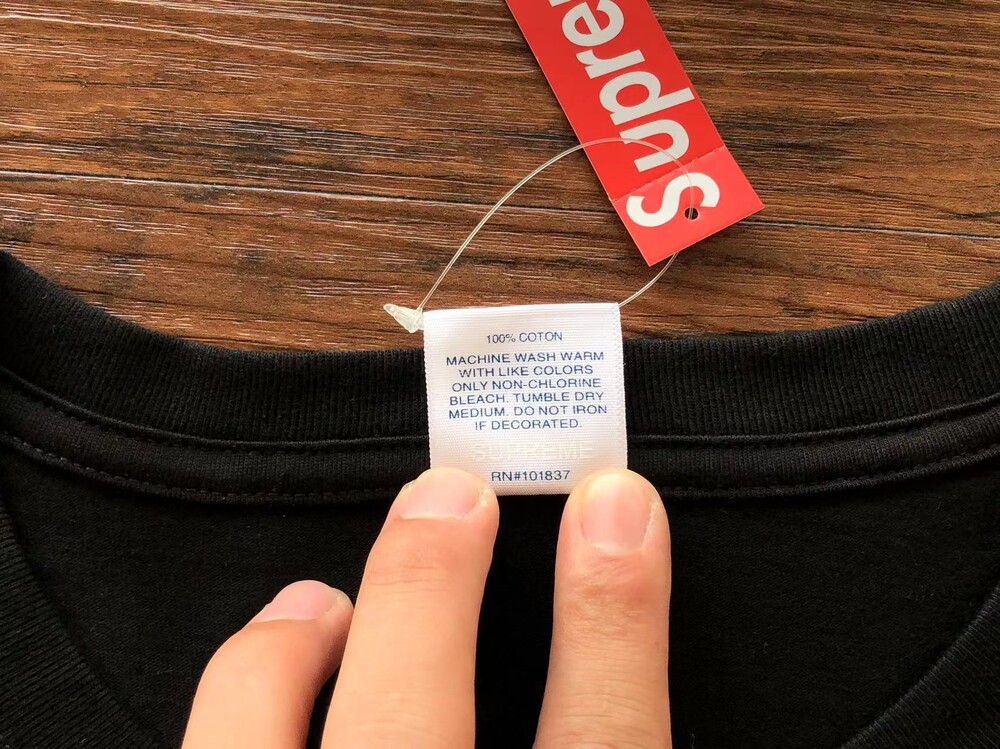 Supre
100% COTON
MACHINE WASH WARM
WITH LIKE COLORS
ONLY NON-CHLORINE
BLEACH. TUMBLE DRY
MEDIUM. DO NOT IRON
IF DECORATED.
SUPREME
RN#101837